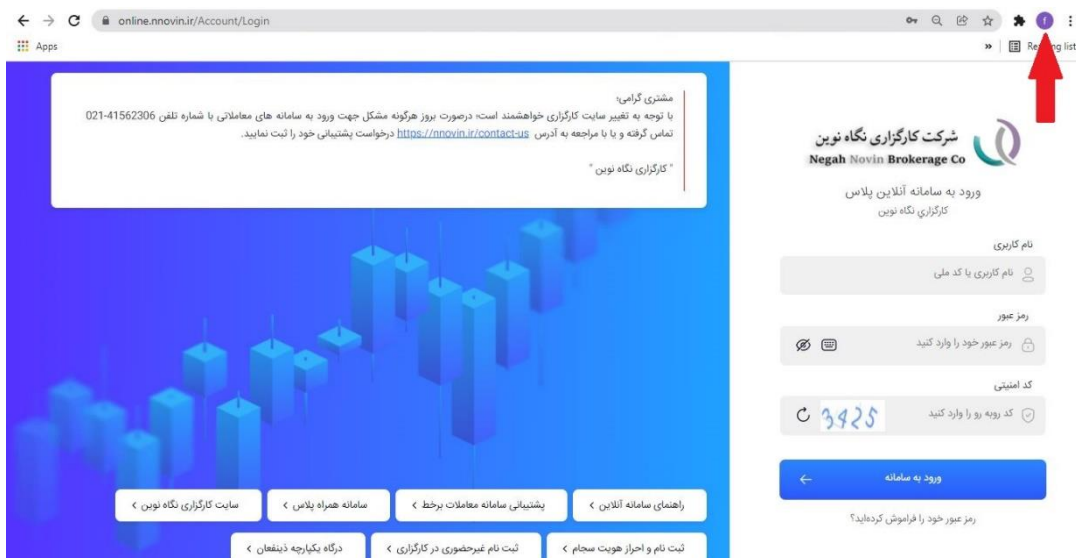 online.nnovin.ir/Account/Login
f
Apps
»
مشتری گرامی؛
با توجه به تغییر سایت کارگزاری خواهشمند است؛ درصورت بروز هرگونه مشکل جهت ورود به سامانه های معاملاتی با شماره تلفن 41562306-021
تماس گرفته و یا با مراجعه به آدرس https://nnovin.ir/contact-us درخواست پشتیبانی خود را ثبت نمایید.
" کارگزاری نگاه نوین "
شرکت کارگزاری نگاه نوین
Negah Novin Brokerage Co
ورود به سامانه آنلاین پلاس
کارگزاري نگاه نوین
نام کاربری
نام کاربری یا کد ملی
رمز عبور
رمز عبور خود را وارد کنید
کد امنیتی
کد روبه رو را وارد کنید
3425
ورود به سامانه
رمز عبور خود را فراموش کرده‌اید؟
راهنمای سامانه آنلاین
پشتیبانی سامانه معاملات برخط
سامانه همراه پلاس
سایت کارگزاری نگاه نوین
ثبت نام و احراز هویت سجام
ثبت نام غیرحضوری در کارگزاری
درگاه یکپارچه ذینفعان